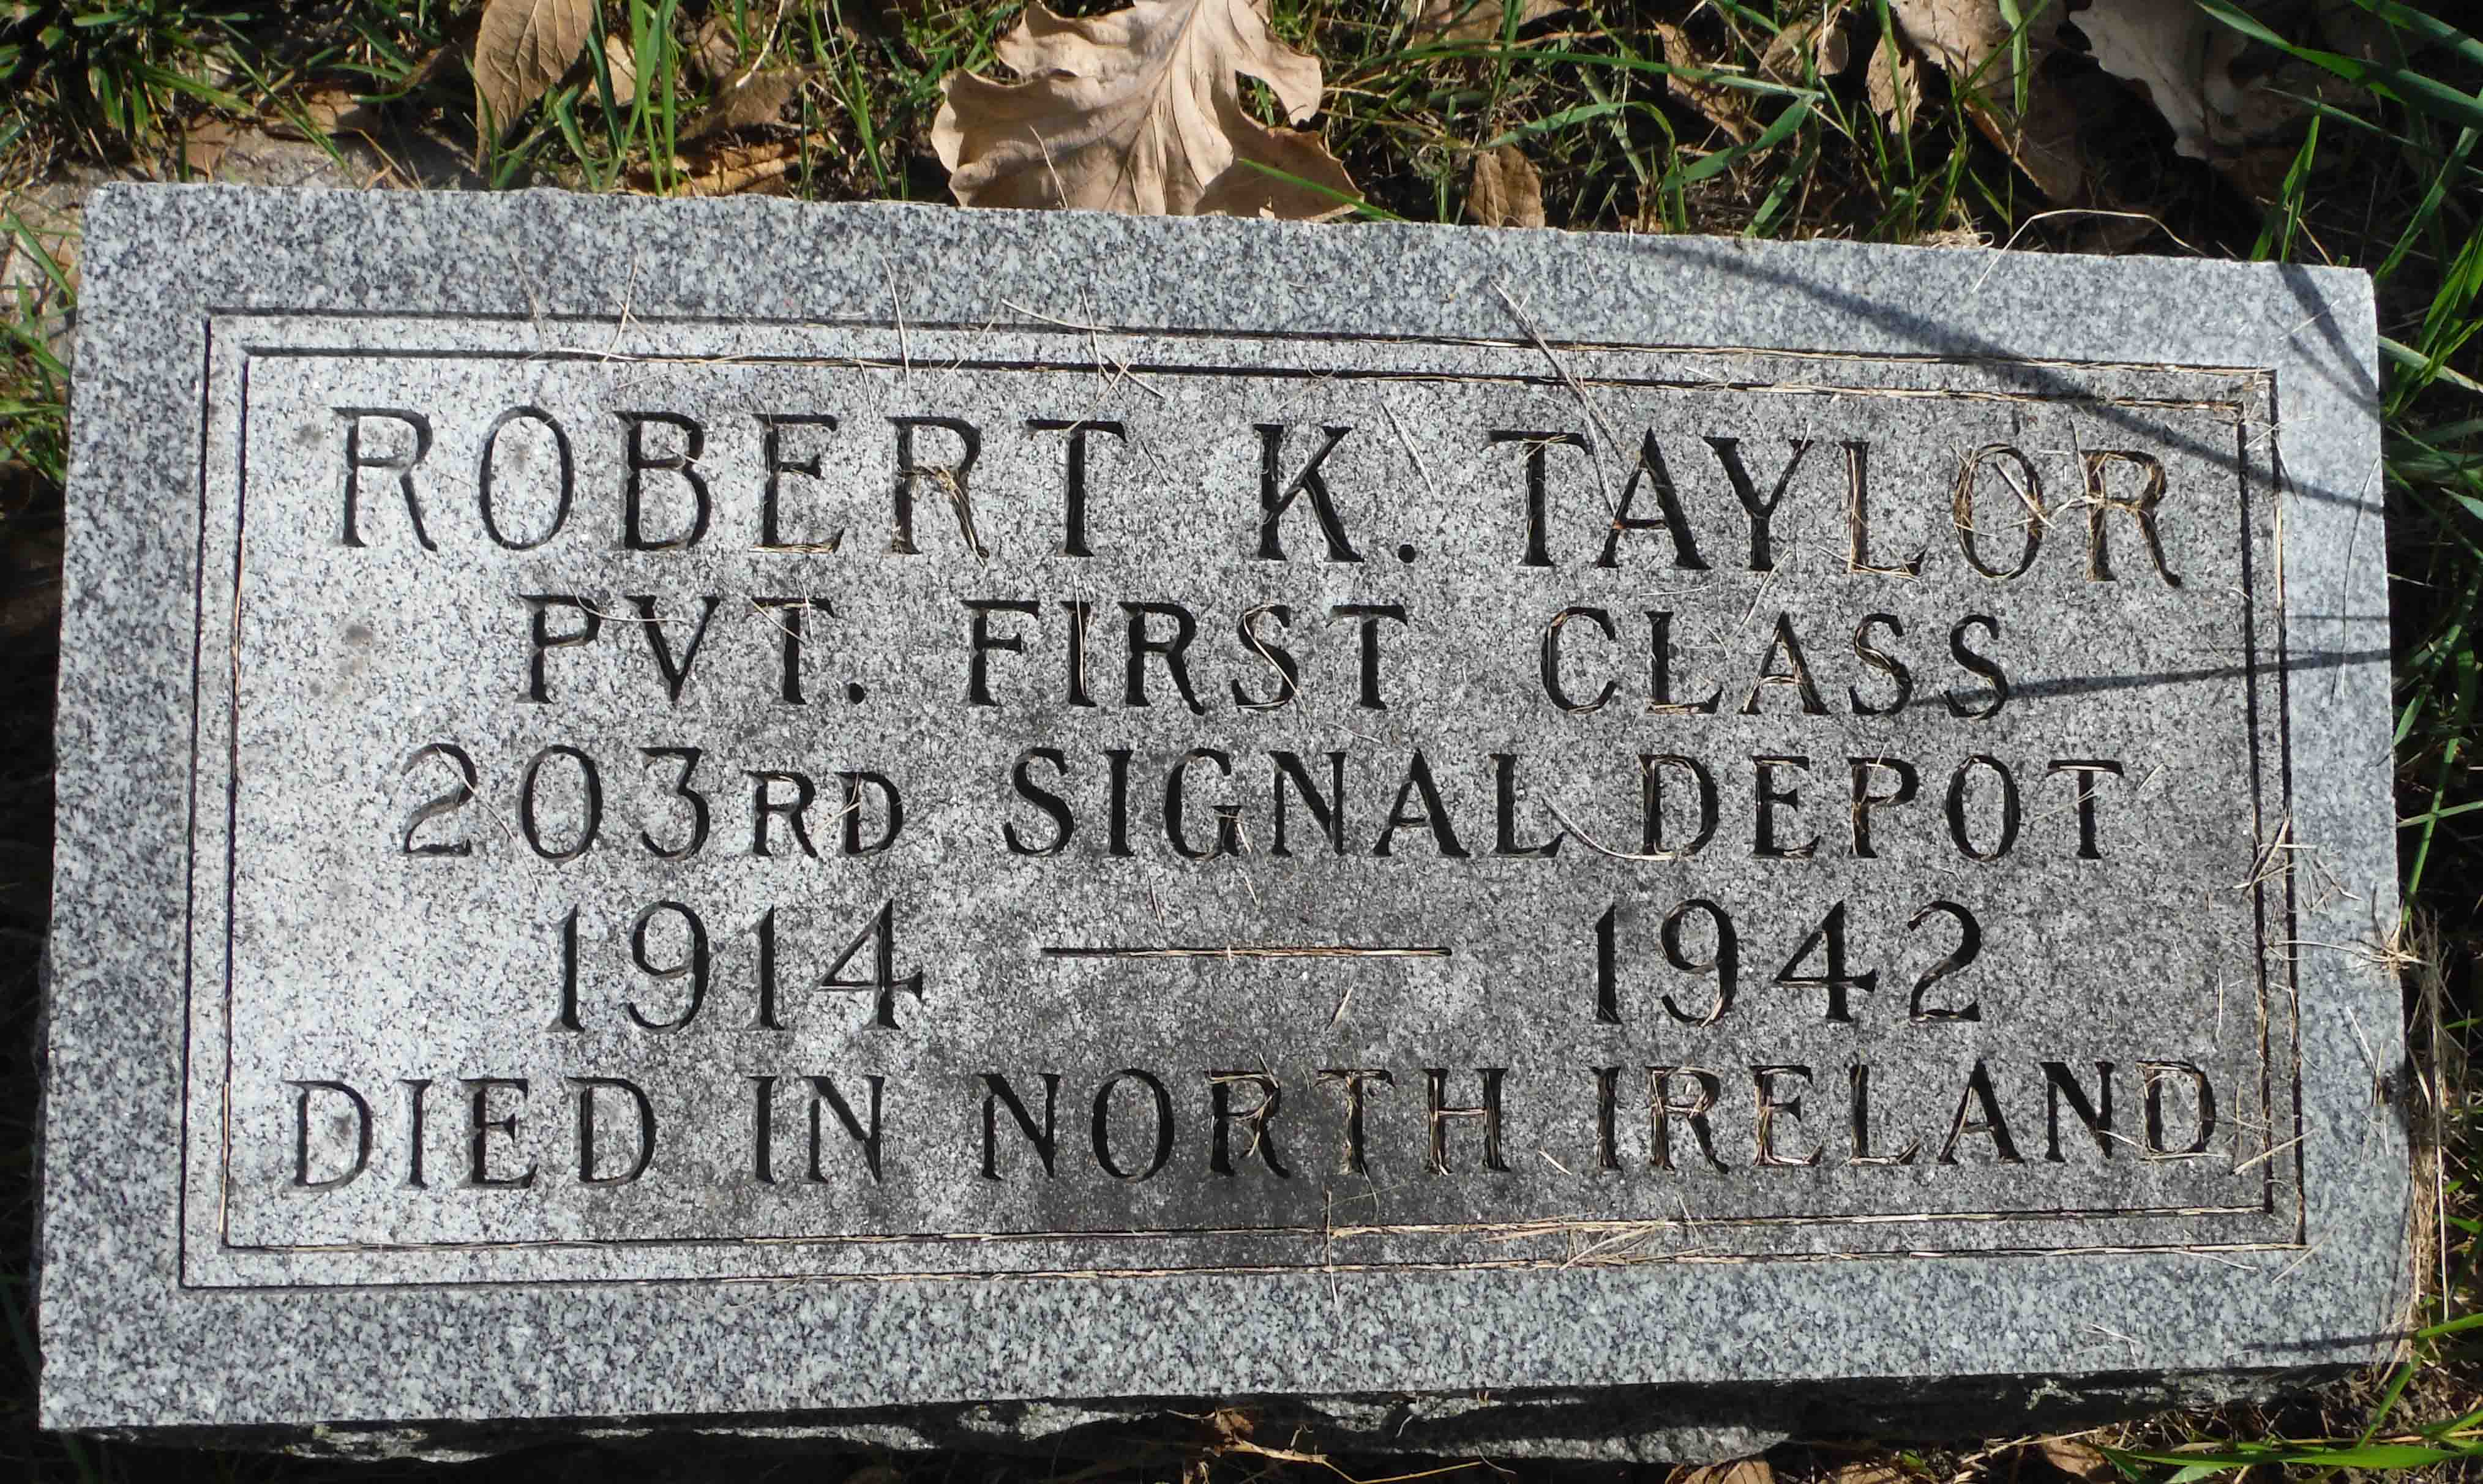 ROBERT K. TAYLOR
PVT. FIRST CLASS
203RD SIGNAL DEPOT
1914 — 1942
DIED IN NORTH IRELAND